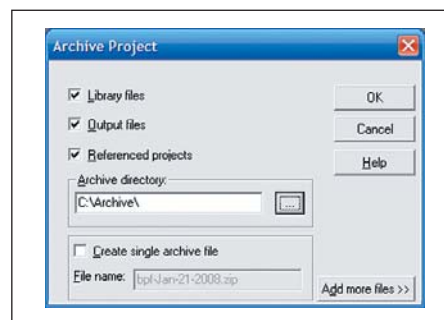 Archive Project
Library files
OK
Output files
Cancel
Referenced projects
Help
Archive directory:
C:\Archive\
...
Create single archive file
File name: bpf-Jan-21-2008.zip
Add more files >>